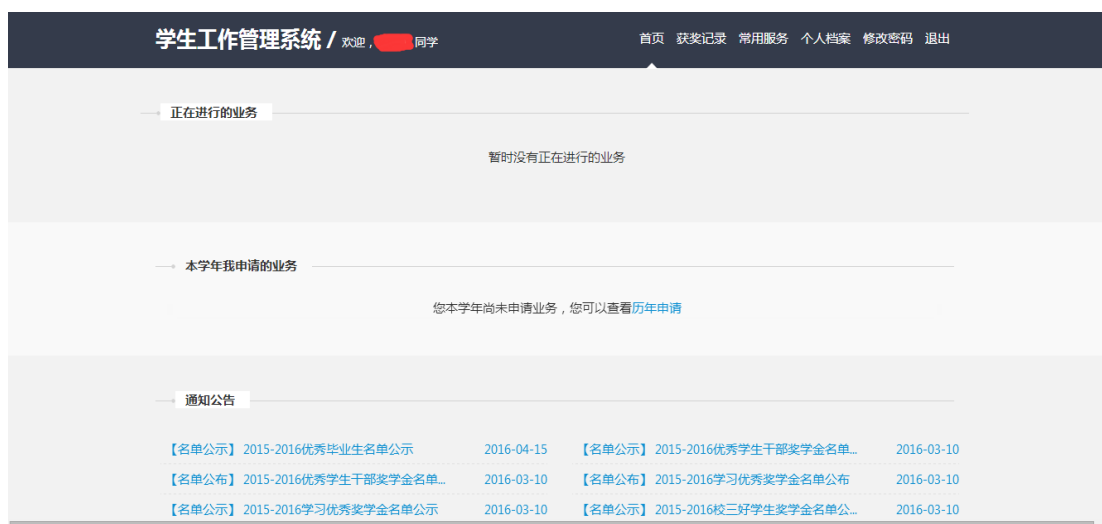 学生工作管理系统 / 欢迎，同学
首页 获奖记录 常用服务 个人档案 修改密码 退出
正在进行的业务
暂时没有正在进行的业务
本学年我申请的业务
您本学年尚未申请业务，您可以查看历年申请
通知公告
【名单公示】 2015-2016优秀毕业生名单公示 2016-04-15
【名单公示】 2015-2016优秀学生干部奖学金名单... 2016-03-10
【名单公布】 2015-2016优秀学生干部奖学金名单... 2016-03-10
【名单公布】 2015-2016学习优秀奖学金名单公布 2016-03-10
【名单公示】 2015-2016学习优秀奖学金名单公示 2016-03-10
【名单公示】 2015-2016校三好学生奖学金名单公... 2016-03-10